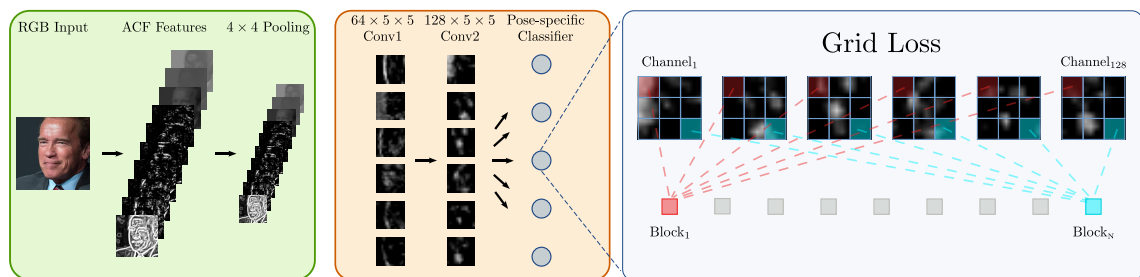 RGB Input
ACF Features
4 × 4 Pooling
64 × 5 × 5
Conv1
128 × 5 × 5
Conv2
Pose-specific
Classifier
Grid Loss
Channel₁
Channel₁₂₈
Block₁
Block_N